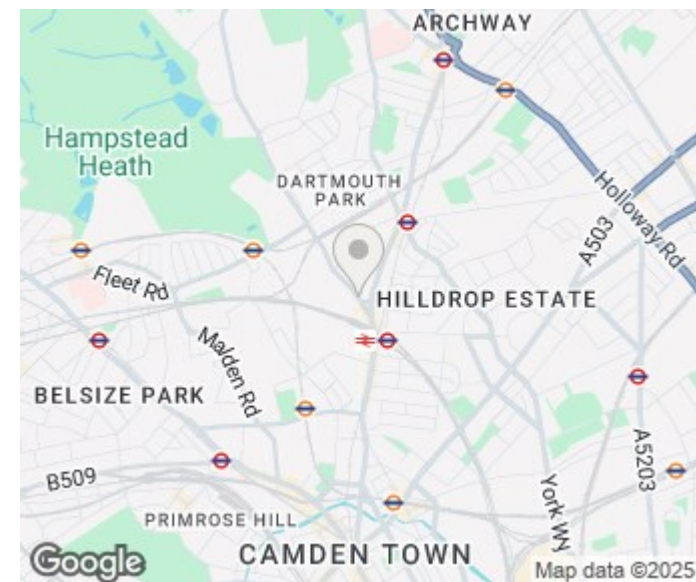 ARCHWAY
Hampstead
Heath
DARTMOUTH
PARK
Holloway Rd
A503
Fleet Rd
HILLDROP ESTATE
Malden Rd
BELSIZE PARK
A5203
B509
York Wy
PRIMROSE HILL
CAMDEN TOWN
Google
Map data ©2025